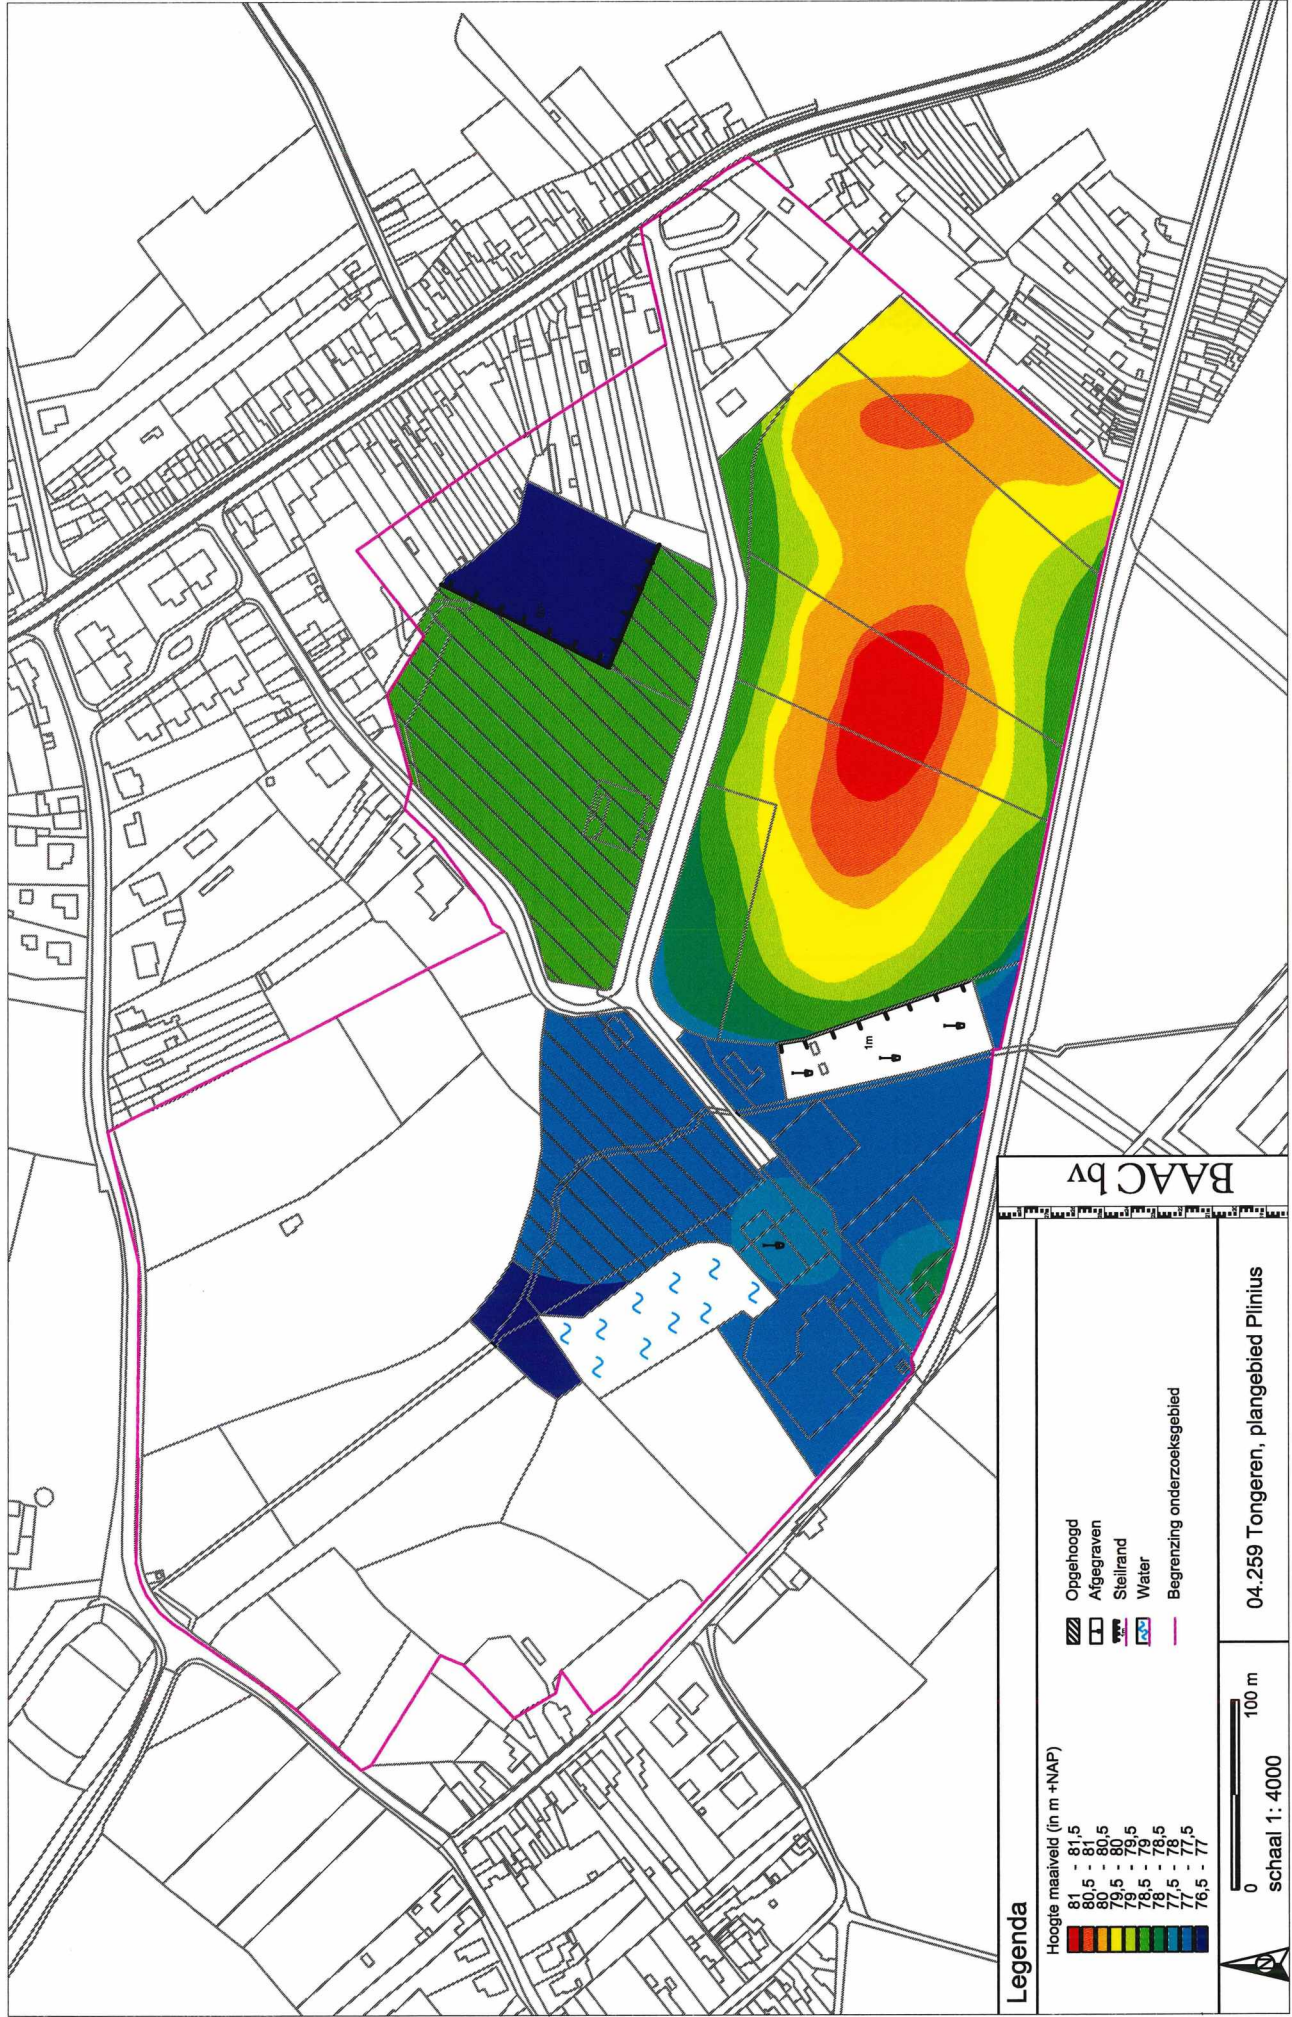 1m
Legenda
Hoogte maaiveld (in m +NAP)
81 - 81,5
80,5 - 81
80 - 80,5
79,5 - 80
79 - 79,5
78,5 - 79
78 - 78,5
77,5 - 78
77 - 77,5
76,5 - 77
Opgehoogd
Afgegraven
Steilrand
Water
Begrenzing onderzoeksgebied
BAAC bv
N
0 100 m
schaal 1: 4000
04.259 Tongeren, plangebied Plinius